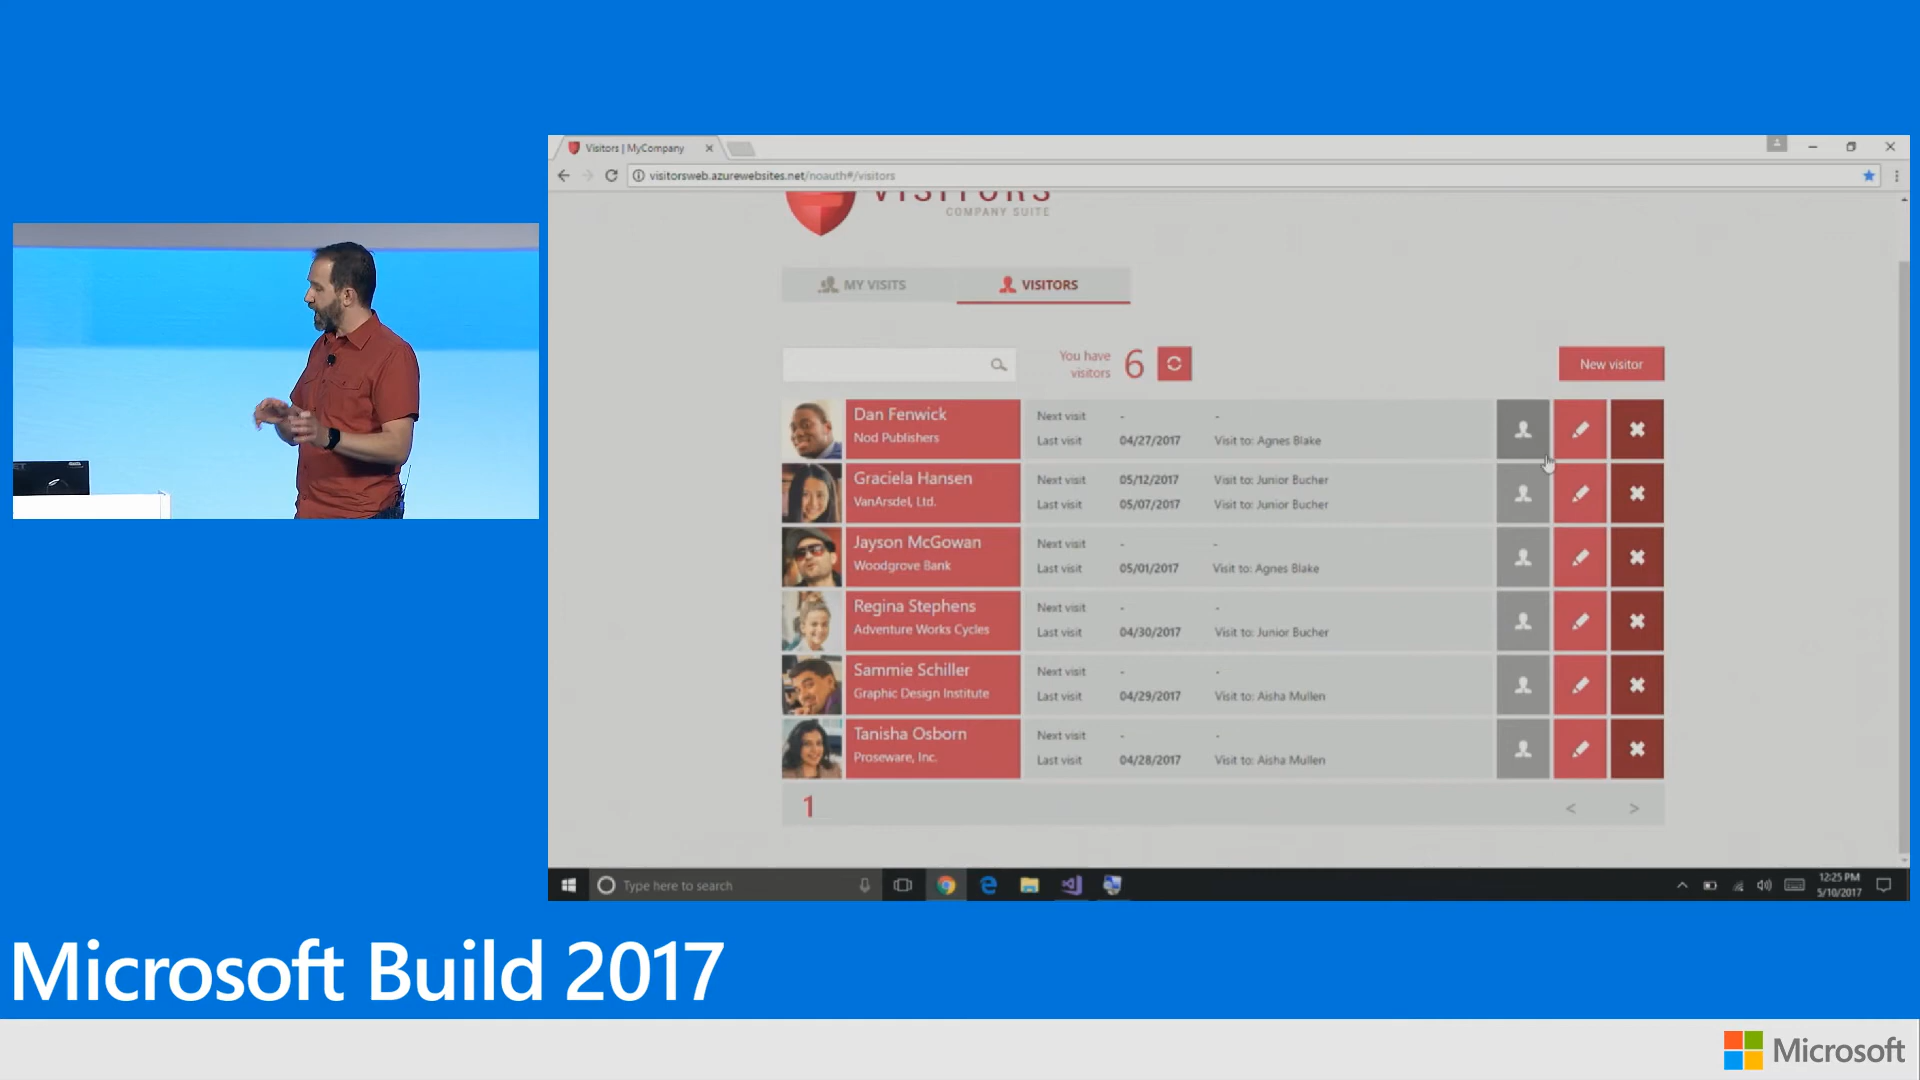 Visitors | MyCompany
visitorsweb.azurewebsites.net/noauth#/visitors
VISITORS
COMPANY SUITE
MY VISITS
VISITORS
You have
visitors
6
New visitor
Dan Fenwick
Nod Publishers
Next visit - -
Last visit 04/27/2017 Visit to: Agnes Blake
Graciela Hansen
VanArsdel, Ltd.
Next visit 05/12/2017 Visit to: Junior Bucher
Last visit 05/07/2017 Visit to: Junior Bucher
Jayson McGowan
Woodgrove Bank
Next visit - -
Last visit 05/01/2017 Visit to: Agnes Blake
Regina Stephens
Adventure Works Cycles
Next visit - -
Last visit 04/30/2017 Visit to: Junior Bucher
Sammie Schiller
Graphic Design Institute
Next visit - -
Last visit 04/29/2017 Visit to: Aisha Mullen
Tanisha Osborn
Proseware, Inc.
Next visit - -
Last visit 04/28/2017 Visit to: Aisha Mullen
1 < >
Type here to search
12:25 PM
5/10/2017
Microsoft Build 2017
Microsoft